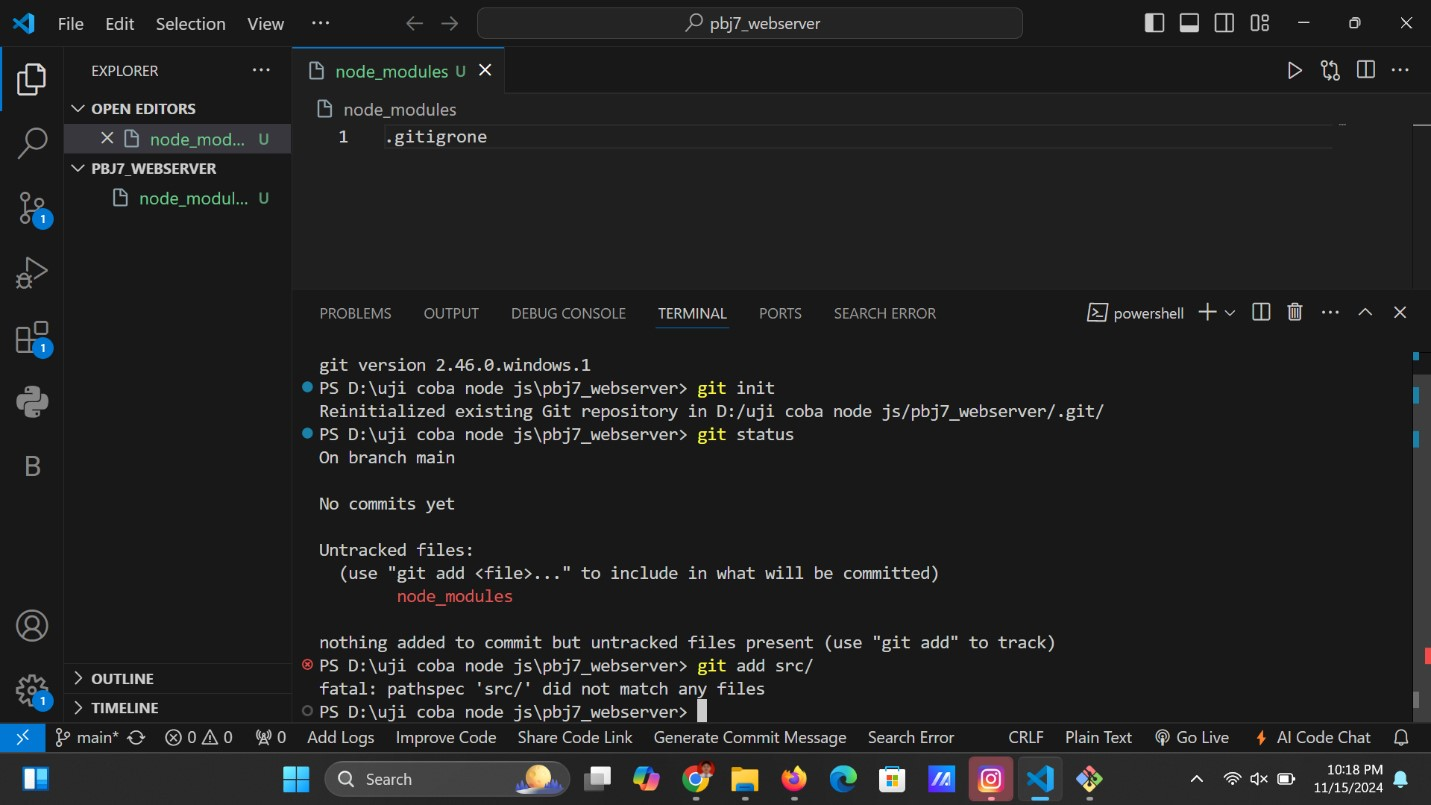 File Edit Selection View ···
pbj7_webserver
EXPLORER
OPEN EDITORS
node_mod... U
PBJ7_WEBSERVER
node_modul... U
OUTLINE
TIMELINE
1
1
B
1
node_modules U
node_modules
1 .gitigrone
PROBLEMS OUTPUT DEBUG CONSOLE TERMINAL PORTS SEARCH ERROR
powershell
git version 2.46.0.windows.1
PS D:\uji coba node js\pbj7_webserver> git init
Reinitialized existing Git repository in D:/uji coba node js/pbj7_webserver/.git/
PS D:\uji coba node js\pbj7_webserver> git status
On branch main
No commits yet
Untracked files:
(use "git add <file>..." to include in what will be committed)
node_modules
nothing added to commit but untracked files present (use "git add" to track)
PS D:\uji coba node js\pbj7_webserver> git add src/
fatal: pathspec 'src/' did not match any files
PS D:\uji coba node js\pbj7_webserver>
main* 0 0 0 Add Logs Improve Code Share Code Link Generate Commit Message Search Error CRLF Plain Text Go Live AI Code Chat
Search
10:18 PM
11/15/2024